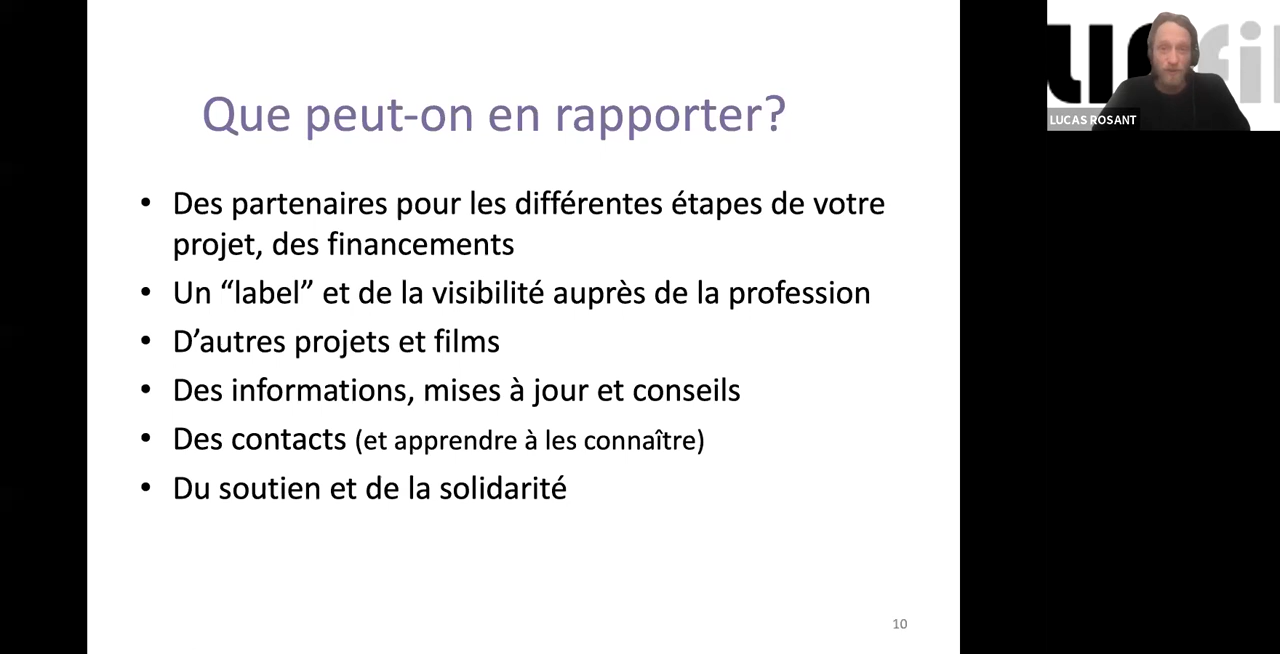 Que peut-on en rapporter?
• Des partenaires pour les différentes étapes de votre
projet, des financements
• Un “label” et de la visibilité auprès de la profession
• D’autres projets et films
• Des informations, mises à jour et conseils
• Des contacts (et apprendre à les connaître)
• Du soutien et de la solidarité
10
LUCAS ROSANT